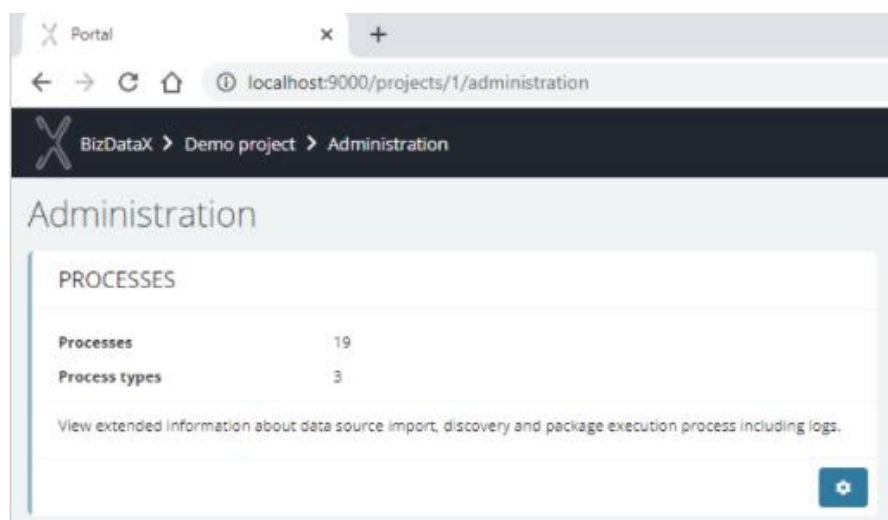 Portal
localhost:9000/projects/1/administration
BizDataX > Demo project > Administration
Administration
PROCESSES
Processes 19
Process types 3
View extended information about data source import, discovery and package execution process including logs.